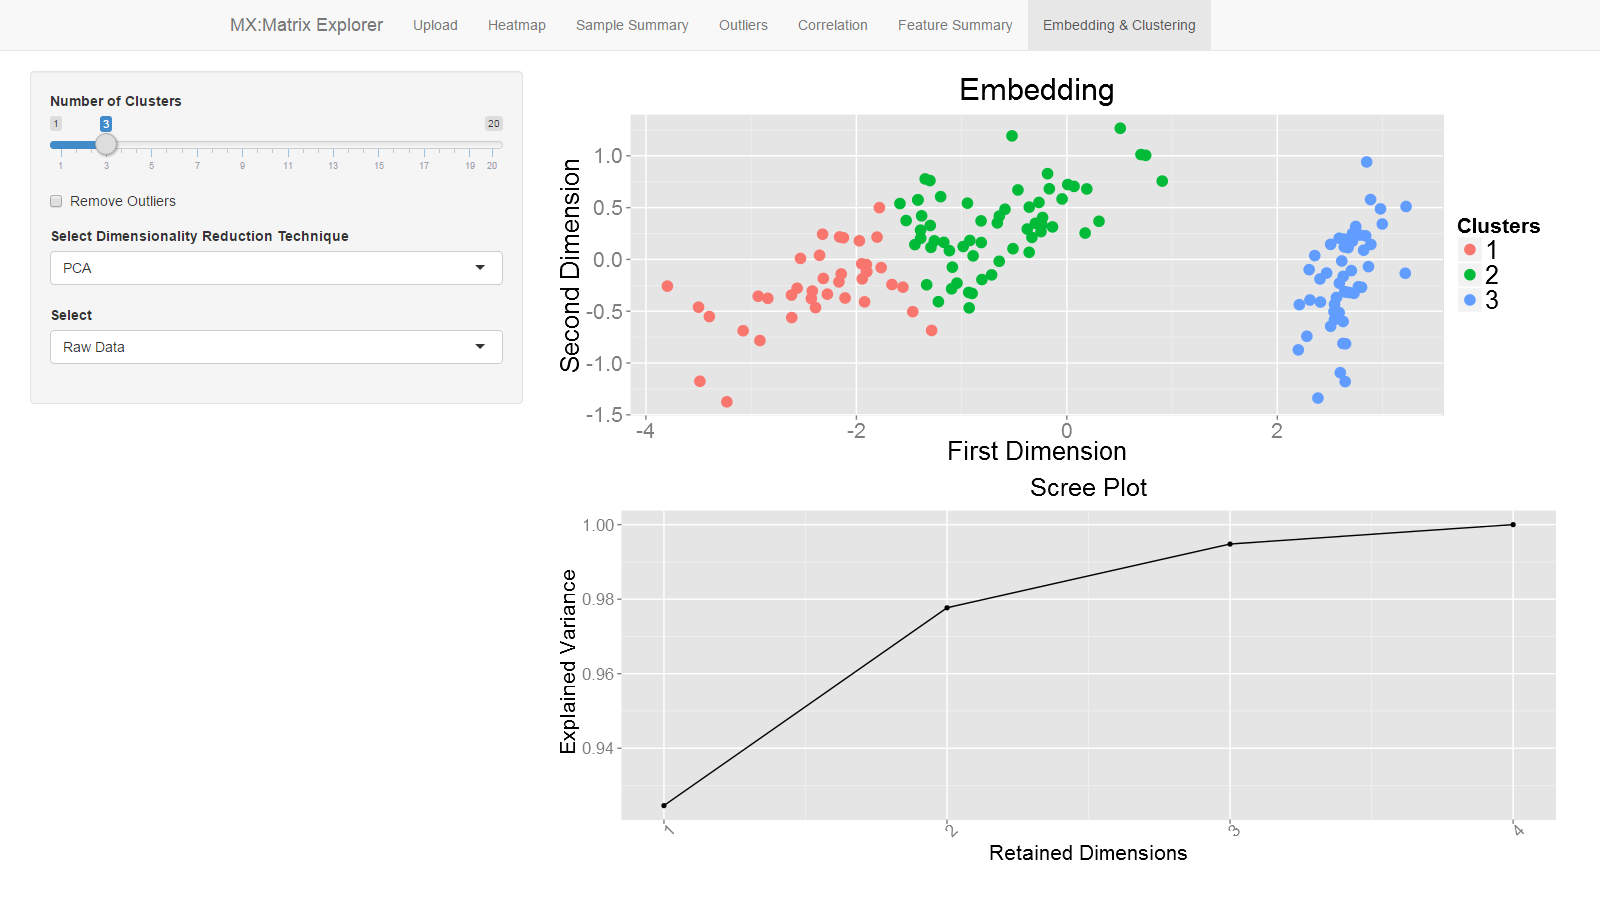 MX:Matrix Explorer Upload Heatmap Sample Summary Outliers Correlation Feature Summary Embedding & Clustering
Number of Clusters
1 3 20
1 3 5 7 9 11 13 15 17 19 20
Remove Outliers
Select Dimensionality Reduction Technique
PCA
Select
Raw Data
Embedding
Second Dimension
1.0
0.5
0.0
-0.5
-1.0
-1.5
-4 -2 0 2
First Dimension
Clusters
1
2
3
Scree Plot
Explained Variance
1.00
0.98
0.96
0.94
1 2 3 4
Retained Dimensions